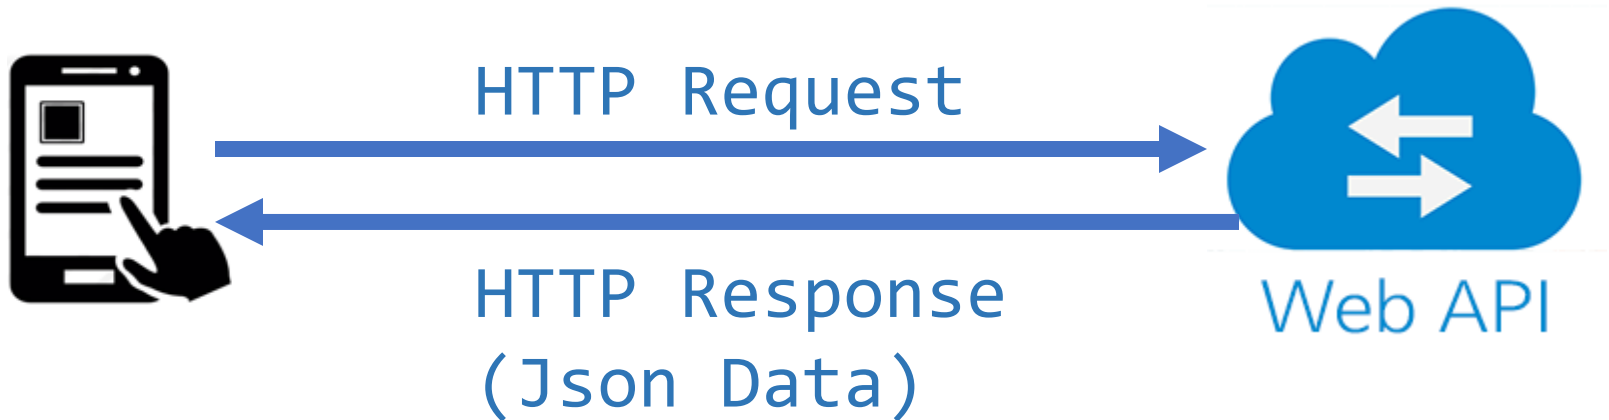 HTTP Request
HTTP Response
(Json Data)
Web API